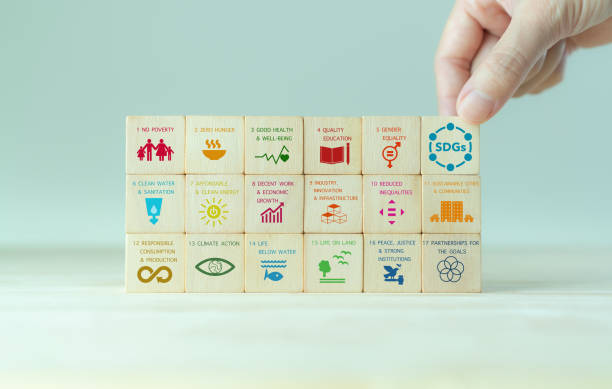 1 NO POVERTY
2 ZERO HUNGER
3 GOOD HEALTH
& WELL-BEING
4 QUALITY
EDUCATION
5 GENDER
EQUALITY
SDGs
6 CLEAN WATER
& SANITATION
7 AFFORDABLE
& CLEAN ENERGY
8 DECENT WORK
& ECONOMIC
GROWTH
9 INDUSTRY,
INNOVATION
& INFRASTRUCTURE
10 REDUCED
INEQUALITIES
11 SUSTAINABLE CITIES
& COMMUNITIES
12 RESPONSIBLE
CONSUMPTION
& PRODUCTION
13 CLIMATE ACTION
14 LIFE
BELOW WATER
15 LIFE ON LAND
16 PEACE, JUSTICE
& STRONG
INSTITUTIONS
17 PARTNERSHIPS FOR
THE GOALS